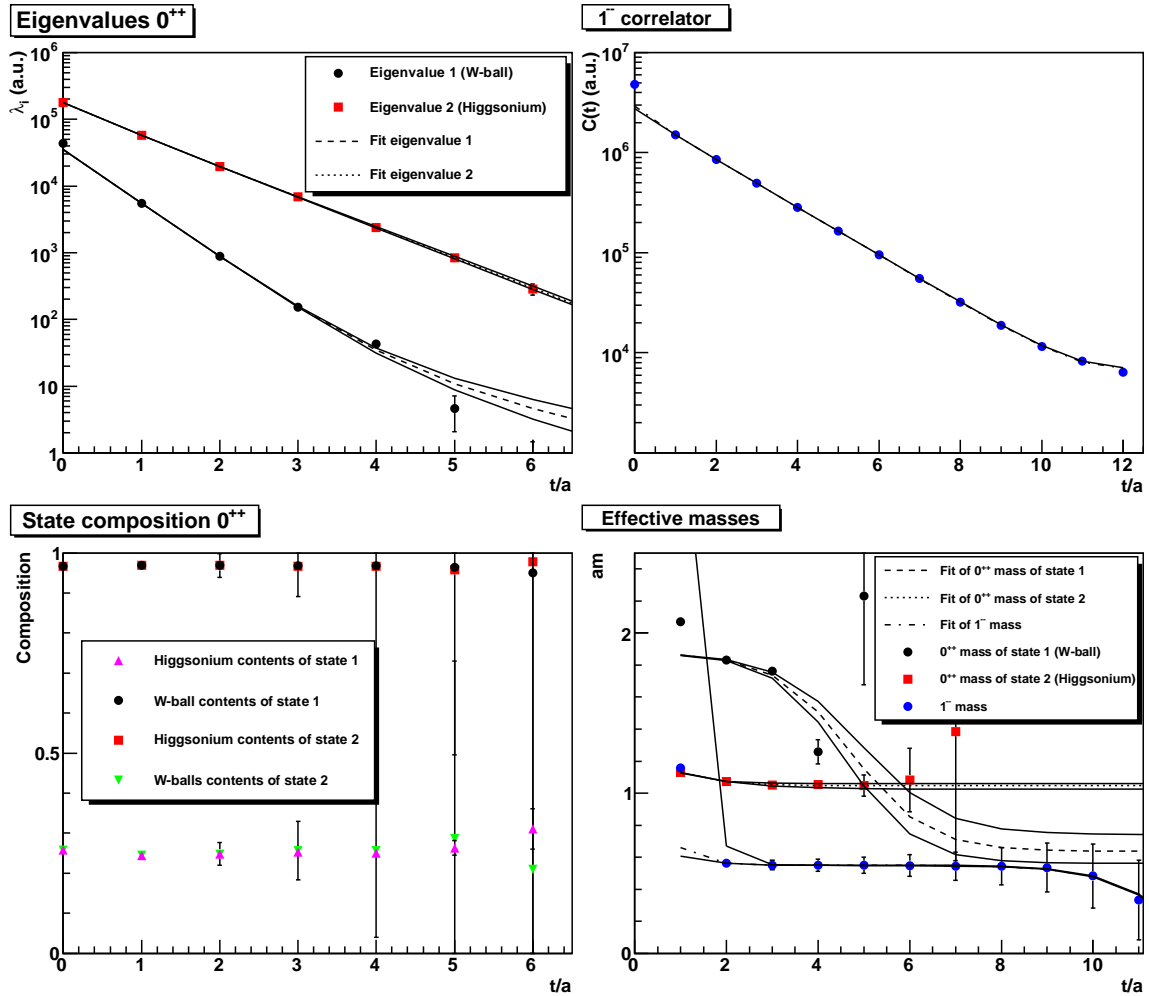 Eigenvalues 0++
λi (a.u.)
10^6
10^5
10^4
10^3
10^2
10
1
Eigenvalue 1 (W-ball)
Eigenvalue 2 (Higgsonium)
Fit eigenvalue 1
Fit eigenvalue 2
0 1 2 3 4 5 6
t/a
1-- correlator
C(t) (a.u.)
10^7
10^6
10^5
10^4
0 2 4 6 8 10 12
t/a
State composition 0++
Composition
1
0.5
0
Higgsonium contents of state 1
W-ball contents of state 1
Higgsonium contents of state 2
W-balls contents of state 2
0 1 2 3 4 5 6
t/a
Effective masses
am
2
1
0
Fit of 0++ mass of state 1
Fit of 0++ mass of state 2
Fit of 1-- mass
0++ mass of state 1 (W-ball)
0++ mass of state 2 (Higgsonium)
1-- mass
0 2 4 6 8 10
t/a